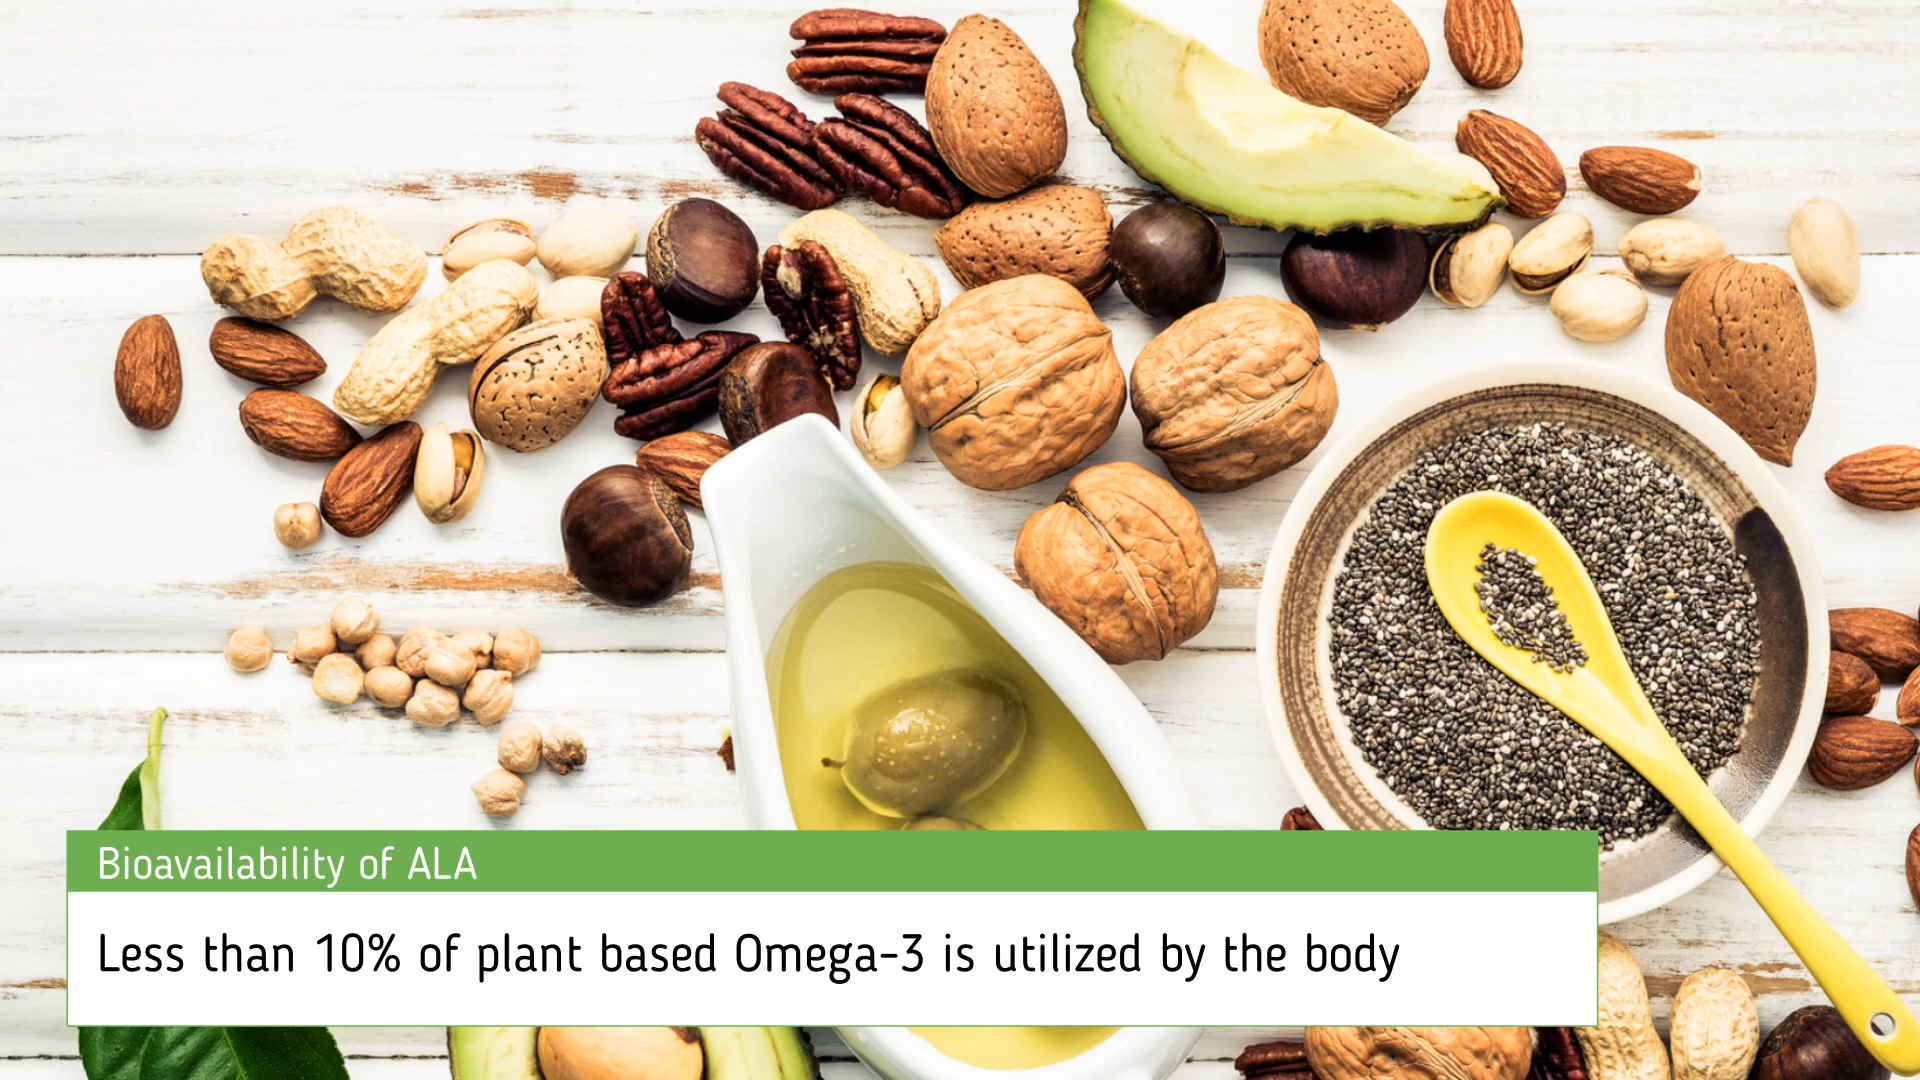 Bioavailability of ALA
Less than 10% of plant based Omega-3 is utilized by the body